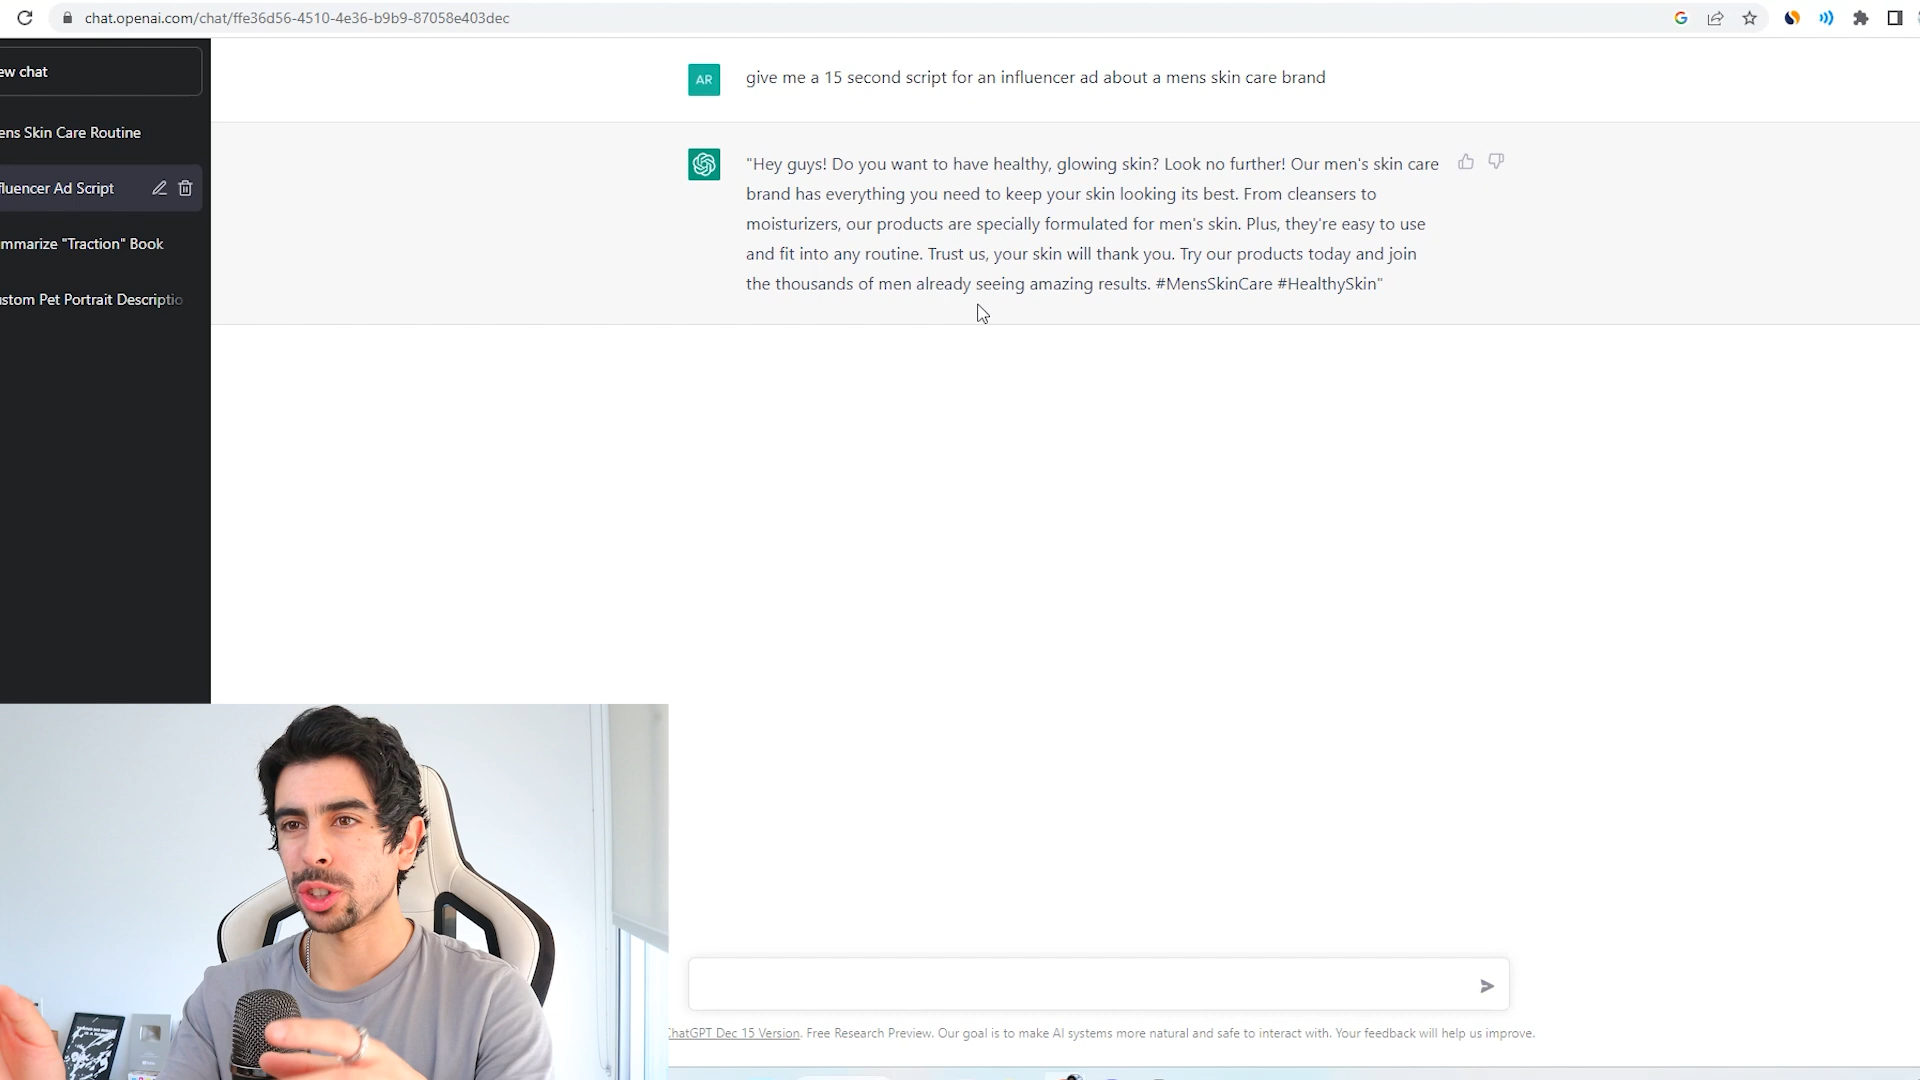 chat.openai.com/chat/ffe36d56-4510-4e36-b9b9-87058e403dec
ew chat
ens Skin Care Routine
fluencer Ad Script
mmarize "Traction" Book
stom Pet Portrait Descriptio
AR
give me a 15 second script for an influencer ad about a mens skin care brand
"Hey guys! Do you want to have healthy, glowing skin? Look no further! Our men's skin care
brand has everything you need to keep your skin looking its best. From cleansers to
moisturizers, our products are specially formulated for men's skin. Plus, they're easy to use
and fit into any routine. Trust us, your skin will thank you. Try our products today and join
the thousands of men already seeing amazing results. #MensSkinCare #HealthySkin"
ChatGPT Dec 15 Version. Free Research Preview. Our goal is to make AI systems more natural and safe to interact with. Your feedback will help us improve.